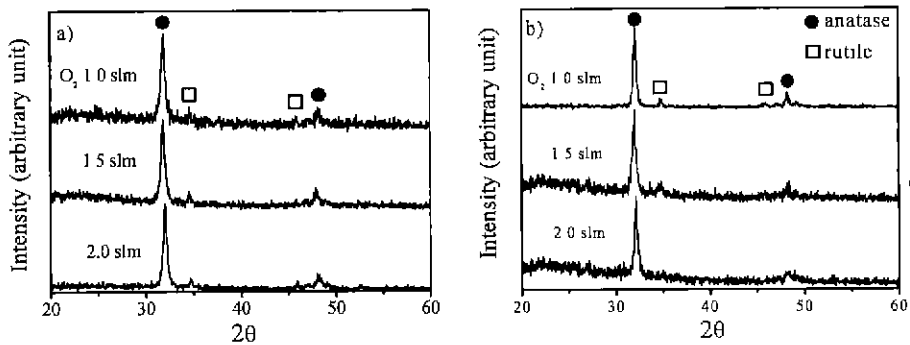 a)
O₂ 1 0 slm
1 5 slm
2.0 slm
Intensity (arbitrary unit)
20 30 40 50 60
2θ
b)
anatase
rutile
O₂ 1 0 slm
1 5 slm
2 0 slm
Intensity (arbitrary unit)
20 30 40 50 60
2θ